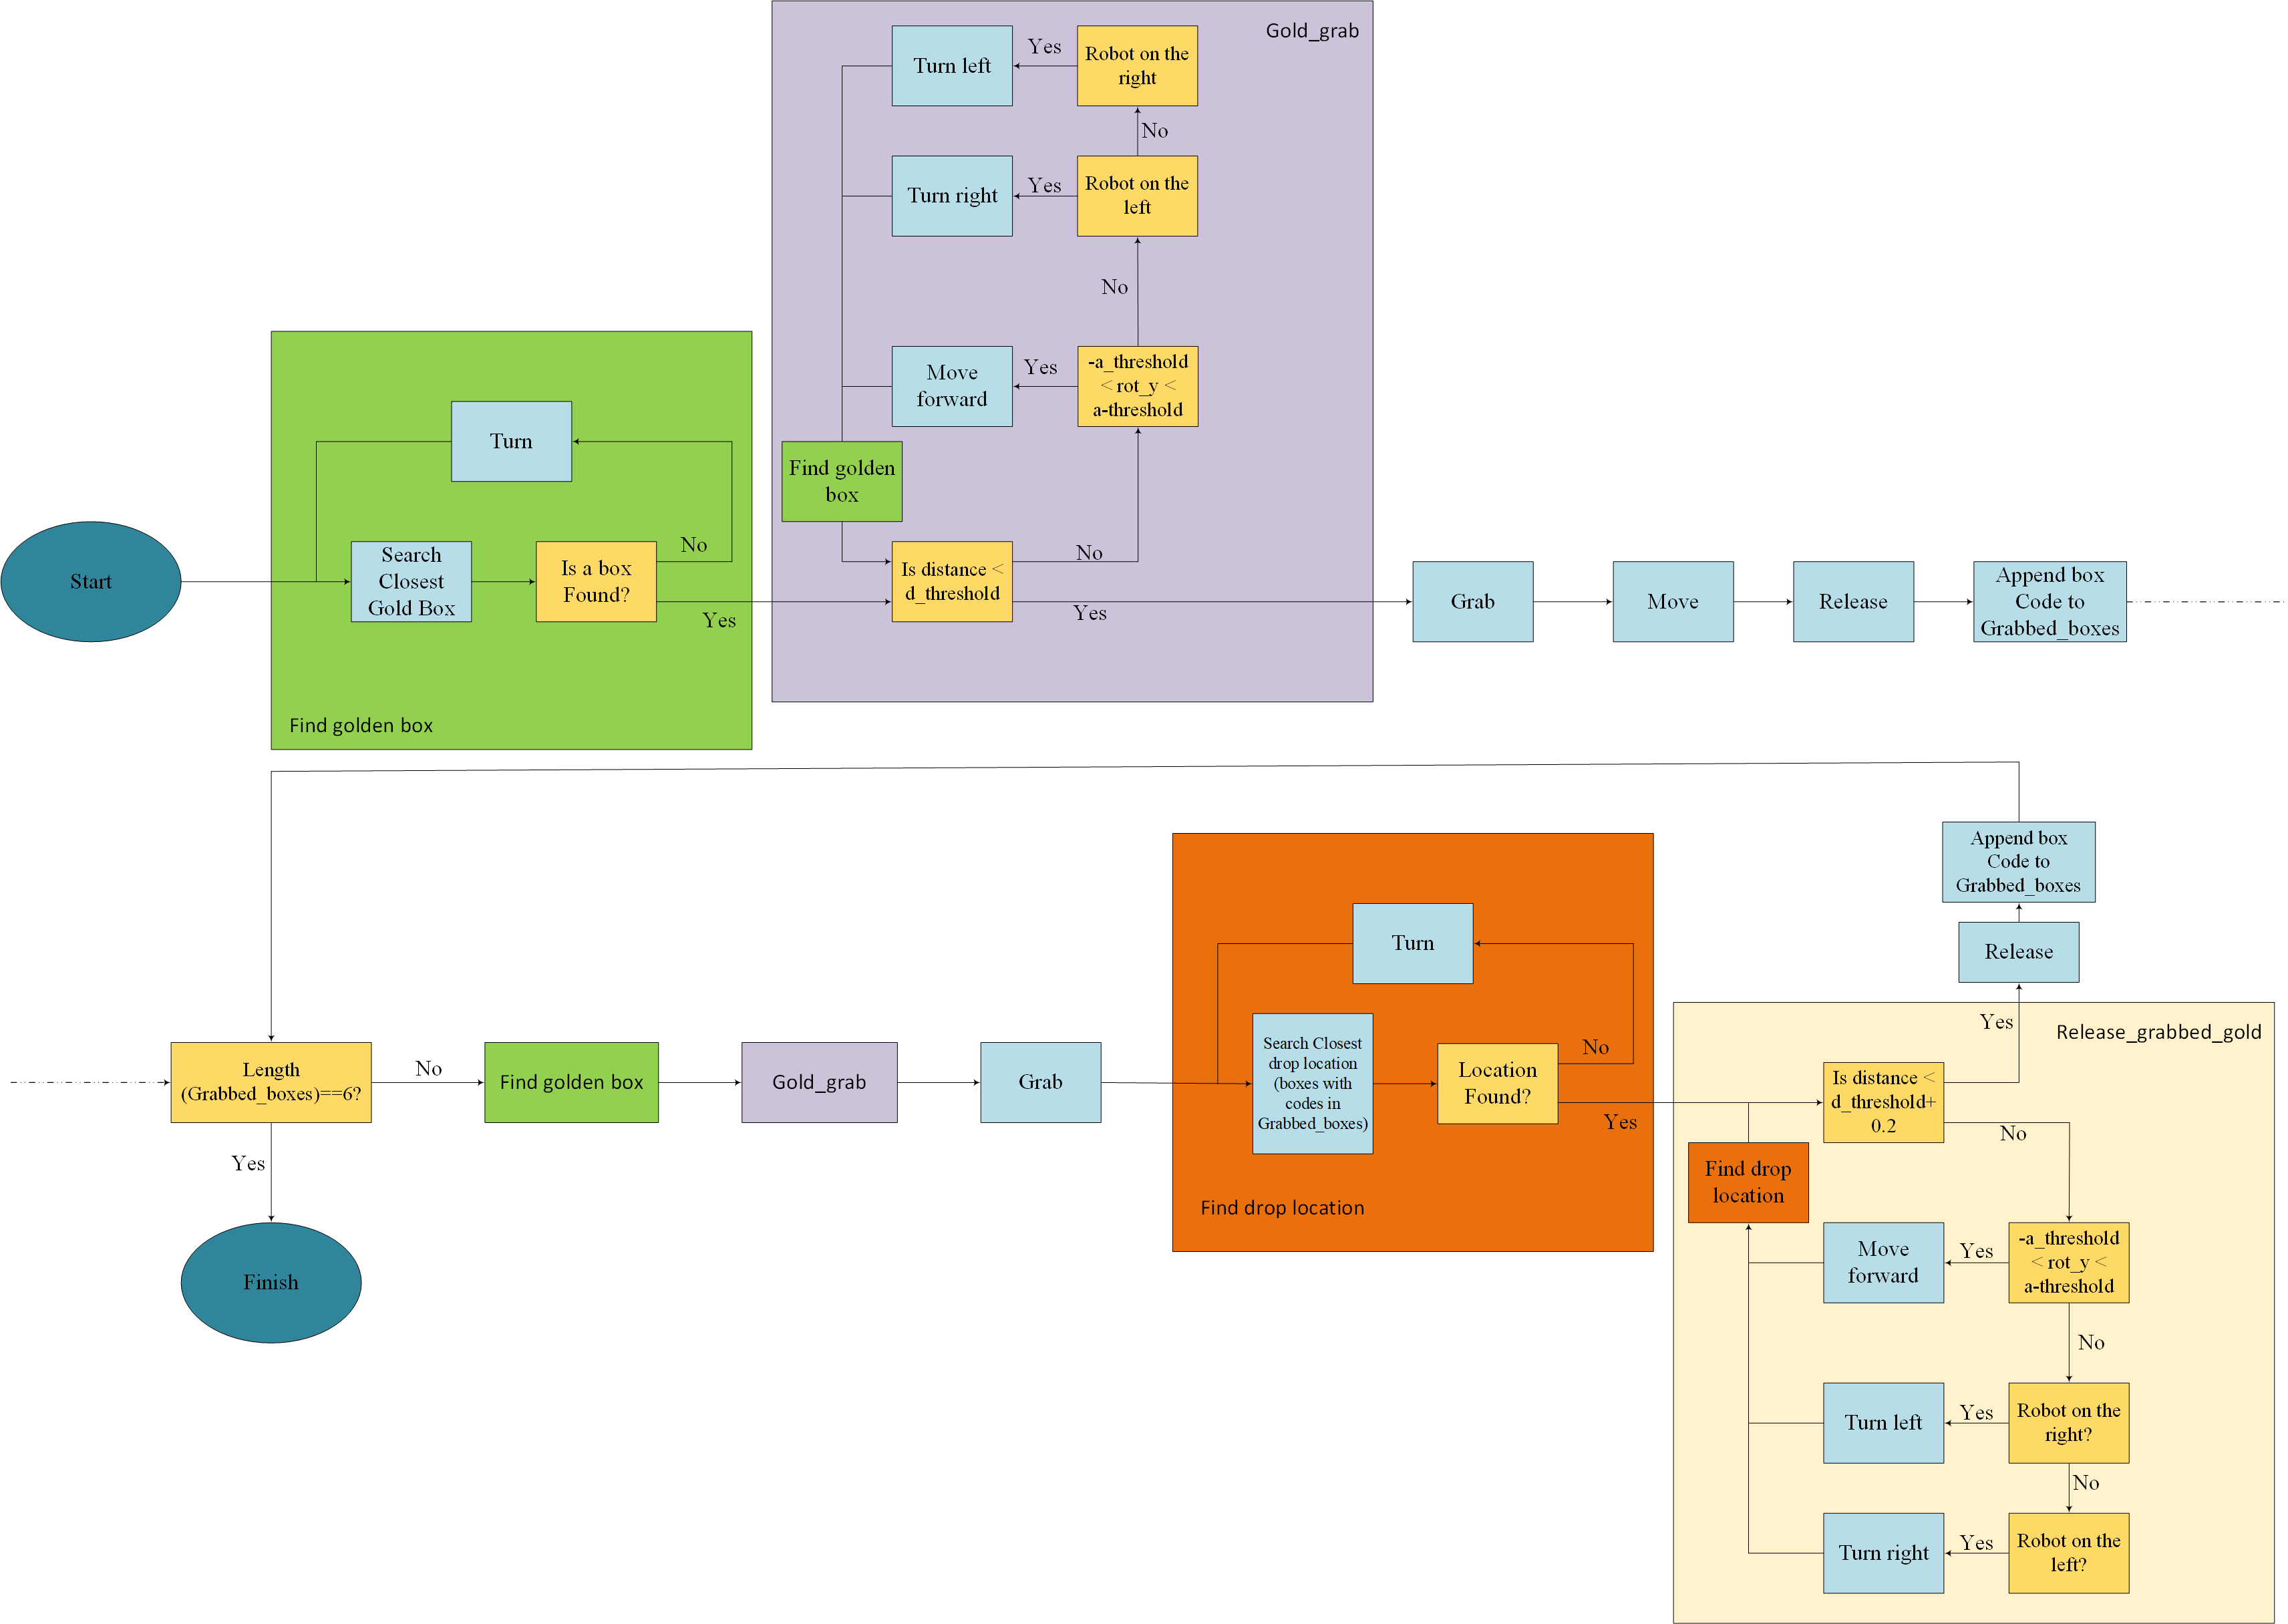 Gold_grab
Turn left
Yes
Robot on the
right
No
Turn right
Yes
Robot on the
left
No
Move
forward
Yes
-a_threshold
< rot_y <
a-threshold
Turn
Find golden
box
Start
Search
Closest
Gold Box
Is a box
Found?
No
Yes
Is distance <
d_threshold
No
Yes
Grab
Move
Release
Append box
Code to
Grabbed_boxes
Find golden box
Append box
Code to
Grabbed_boxes
Release
Turn
Yes
Release_grabbed_gold
Length
(Grabbed_boxes)==6?
No
Find golden box
Gold_grab
Grab
Search Closest
drop location
(boxes with
codes in
Grabbed_boxes)
Location
Found?
No
Yes
Is distance <
d_threshold+
0.2
No
Yes
Find drop
location
Find drop location
Finish
Move
forward
Yes
-a_threshold
< rot_y <
a-threshold
No
Turn left
Yes
Robot on the
right?
No
Turn right
Yes
Robot on the
left?